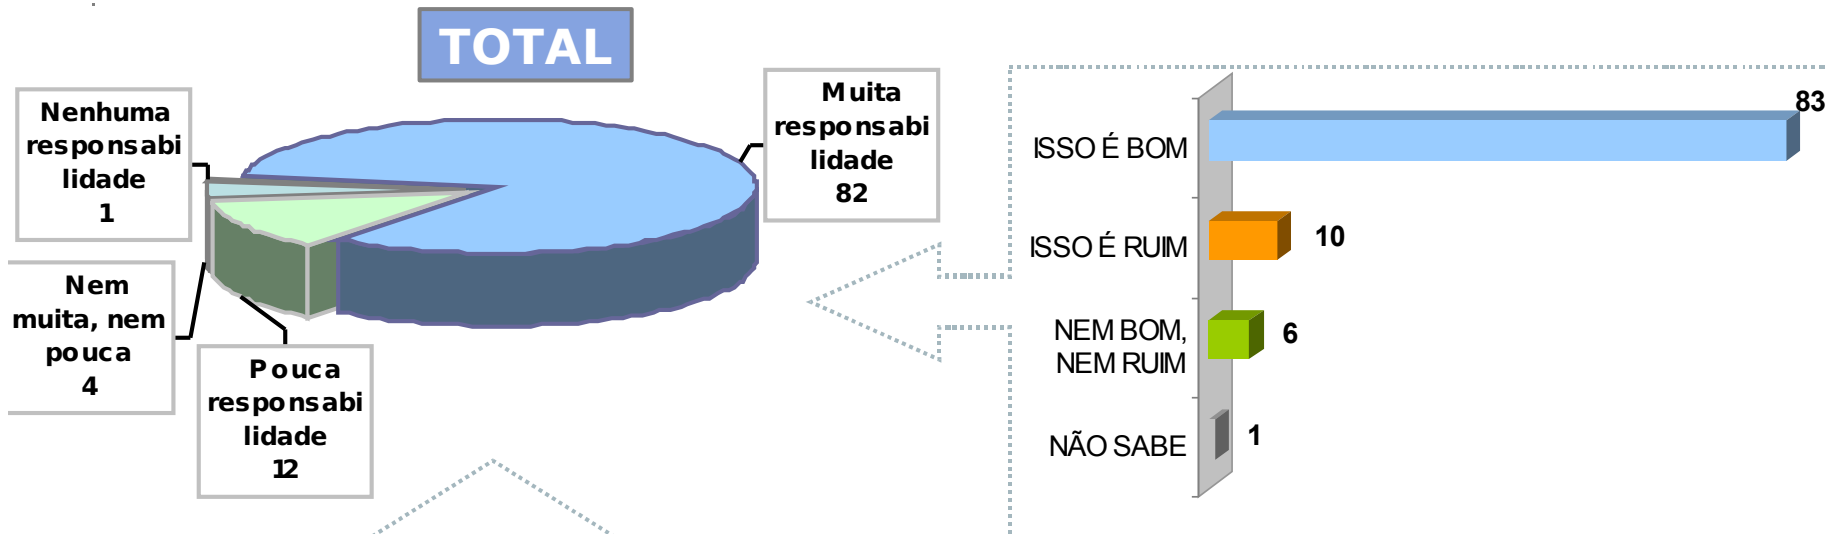 TOTAL
Nenhuma
responsabi
lidade
1
Muita
responsabi
lidade
82
Nem
muita, nem
pouca
4
Pouca
responsabi
lidade
12
83
ISSO É BOM
ISSO É RUIM
10
NEM BOM,
NEM RUIM
6
NÃO SABE
1